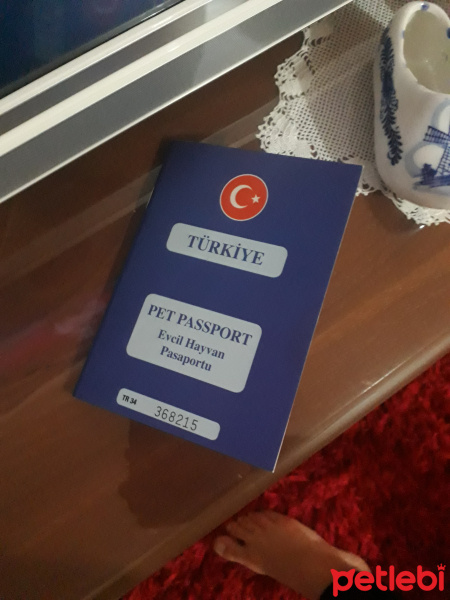 TÜRKİYE
PET PASSPORT
Evcil Hayvan
Pasaportu
TR 34 368215
petlebi